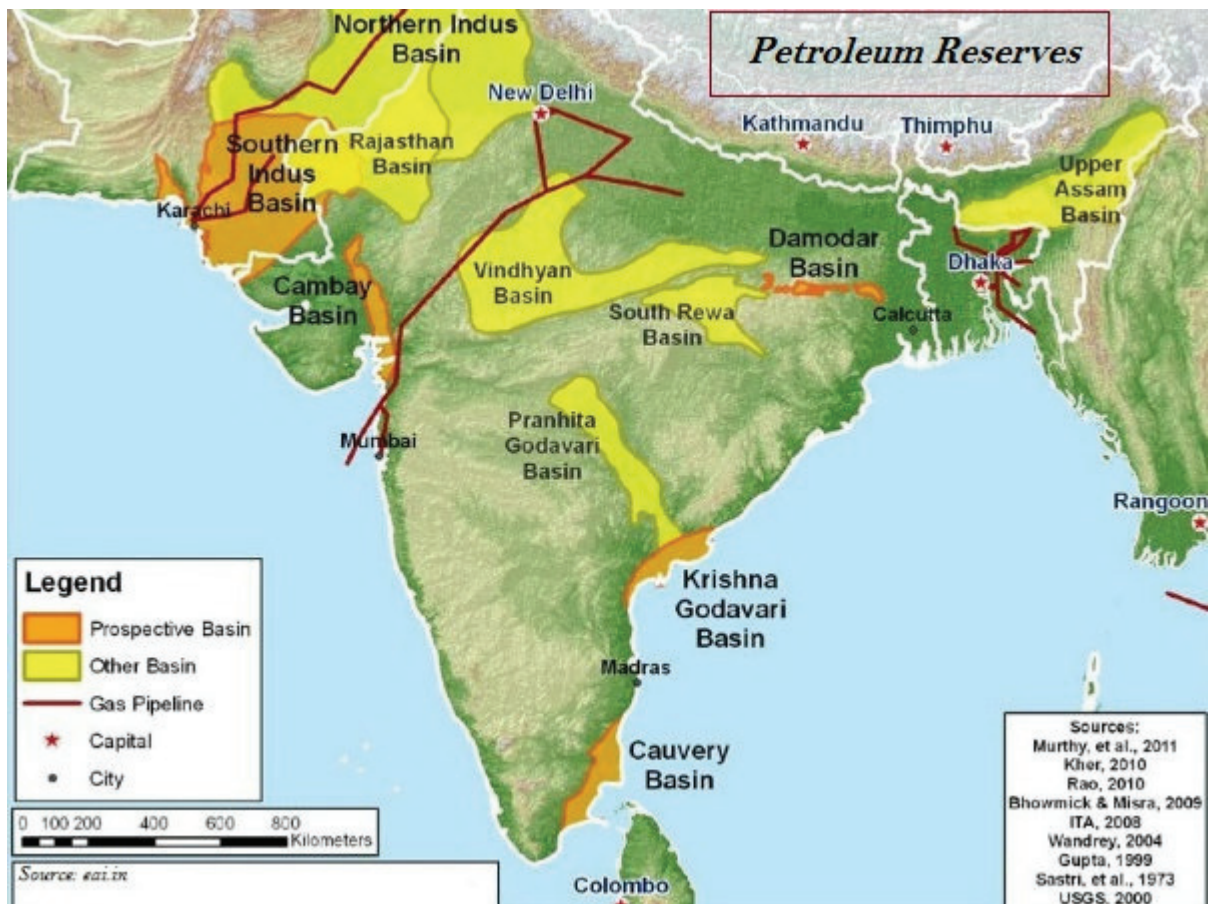 Northern Indus
Basin
Petroleum Reserves
New Delhi
Kathmandu
Thimphu
Southern
Indus
Basin
Rajasthan
Basin
Upper
Assam
Basin
Karachi
Damodar
Basin
Dhaka
Vindhyan
Basin
Cambay
Basin
South Rewa
Basin
Calcutta
Pranhita
Godavari
Basin
Mumbai
Rangoon
Krishna
Godavari
Basin
Madras
Cauvery
Basin
Colombo
Legend
Prospective Basin
Other Basin
Gas Pipeline
Capital
City
0 100 200 400 600 800
Kilometers
Source: eai.in
Sources:
Murthy, et al., 2011
Kher, 2010
Rao, 2010
Bhowmick & Misra, 2009
ITA, 2008
Wandrey, 2004
Gupta, 1999
Sastri, et al., 1973
USGS, 2000